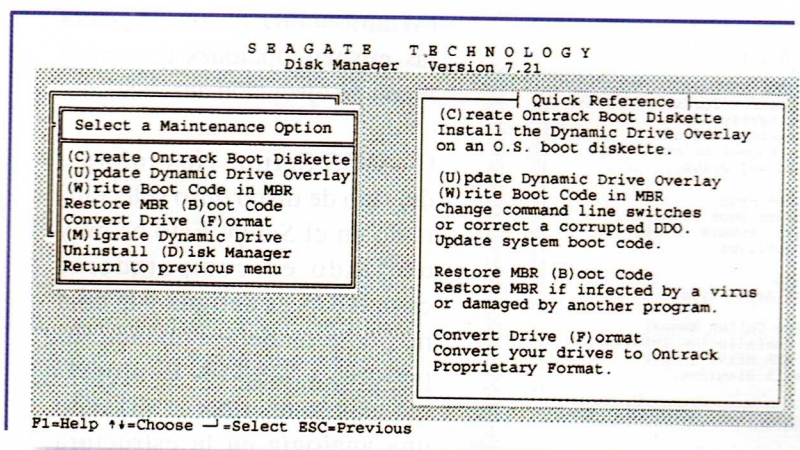 S E A G A T E   T E C H N O L O G Y
Disk Manager   Version 7.21
Select a Maintenance Option
(C)reate Ontrack Boot Diskette
(U)pdate Dynamic Drive Overlay
(W)rite Boot Code in MBR
Restore MBR (B)oot Code
Convert Drive (F)ormat
(M)igrate Dynamic Drive
Uninstall (D)isk Manager
Return to previous menu
Quick Reference
(C)reate Ontrack Boot Diskette
Install the Dynamic Drive Overlay
on an O.S. boot diskette.
(U)pdate Dynamic Drive Overlay
(W)rite Boot Code in MBR
Change command line switches
or correct a corrupted DDO.
Update system boot code.
Restore MBR (B)oot Code
Restore MBR if infected by a virus
or damaged by another program.
Convert Drive (F)ormat
Convert your drives to Ontrack
Proprietary Format.
F1=Help ↑↓=Choose ─┘=Select ESC=Previous